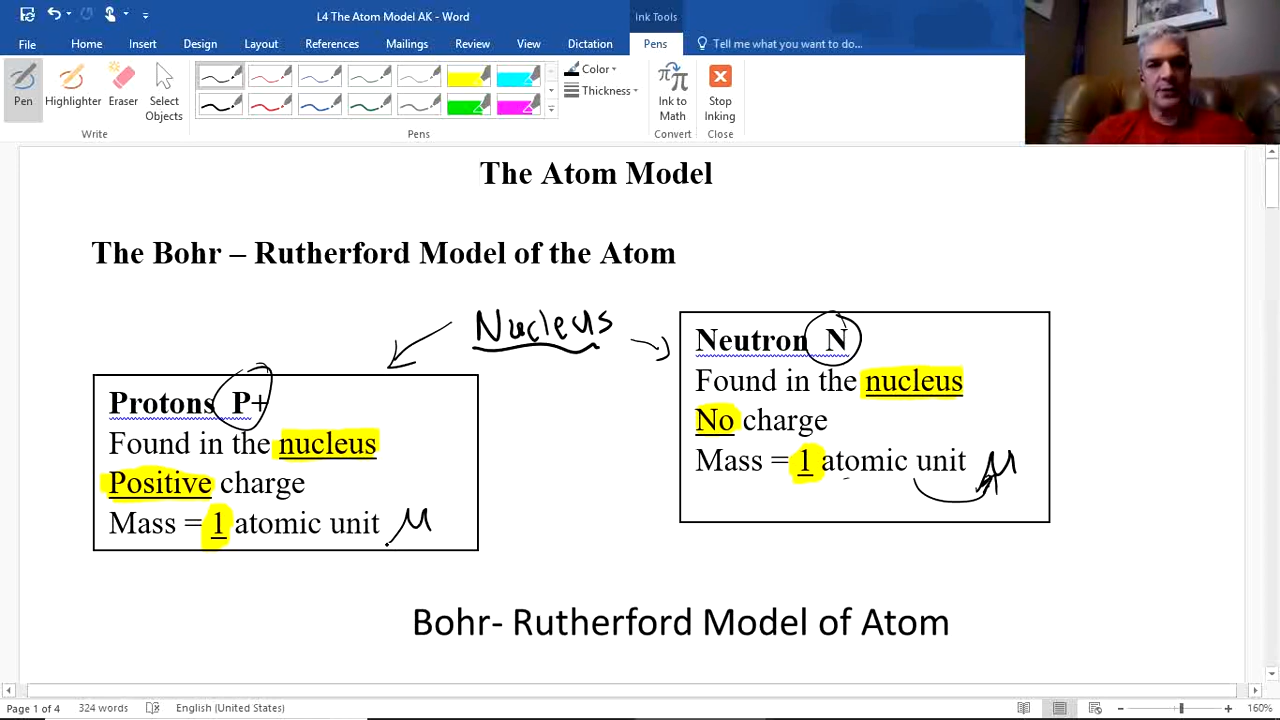 L4 The Atom Model AK - Word
Ink Tools
File Home Insert Design Layout References Mailings Review View Dictation Pens Tell me what you want to do...
Pen Highlighter Eraser Select Objects
Color
Thickness
Ink to Math
Stop Inking
Write Pens Convert Close
The Atom Model
The Bohr – Rutherford Model of the Atom
Nucleus
Protons P+
Found in the nucleus
Positive charge
Mass = 1 atomic unit μ
Neutron N
Found in the nucleus
No charge
Mass = 1 atomic unit μ
Bohr- Rutherford Model of Atom
Page 1 of 4 324 words English (United States) 160%